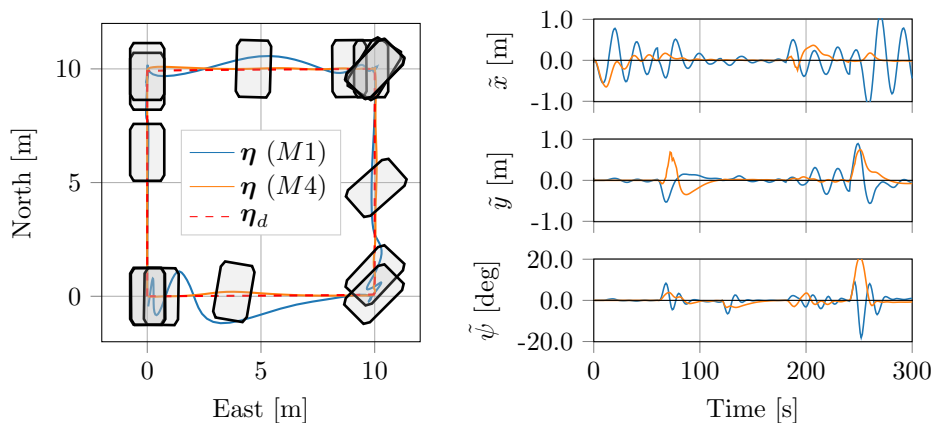 10
5
0
North [m]
0
5
10
East [m]
η (M1)
η (M4)
η_d
1.0
0.0
-1.0
x̃ [m]
1.0
0.0
-1.0
ỹ [m]
20.0
0.0
-20.0
ψ̃ [deg]
0
100
200
300
Time [s]